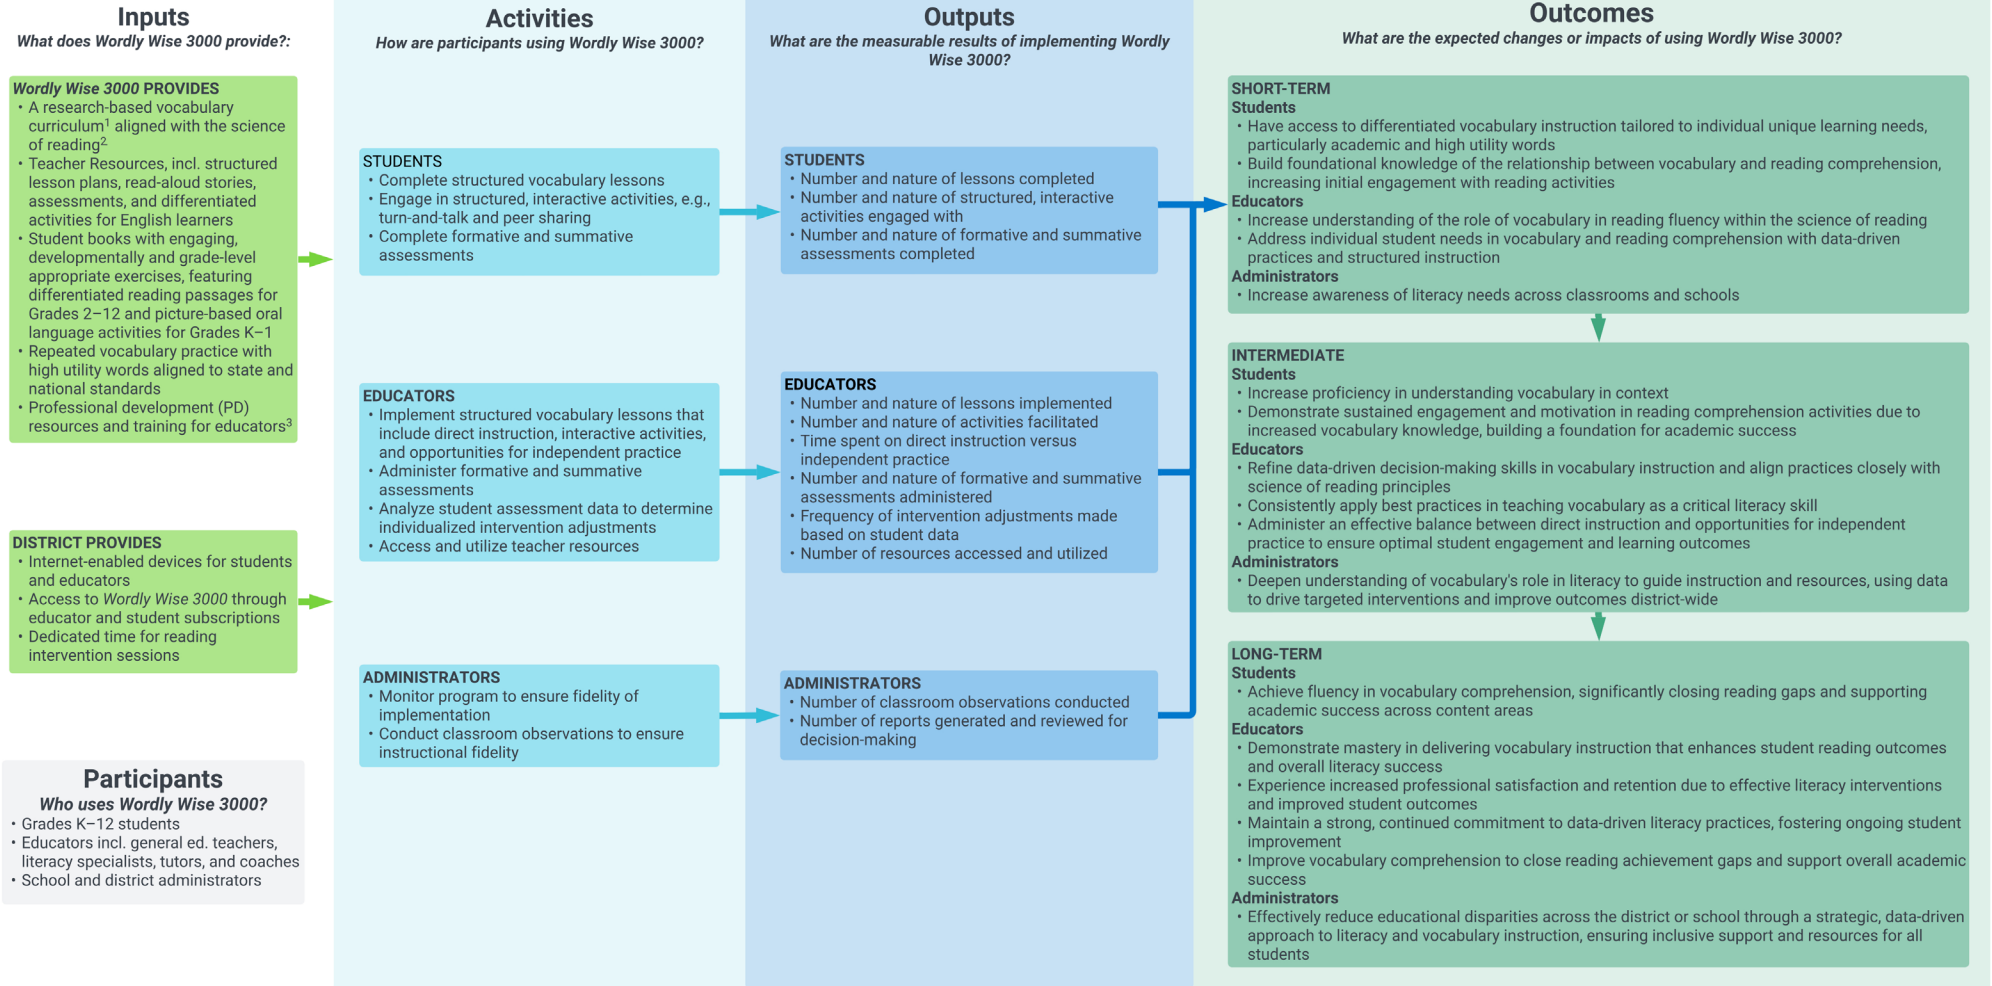 Inputs
What does Wordly Wise 3000 provide?:
Wordly Wise 3000 PROVIDES
• A research-based vocabulary
curriculum¹ aligned with the science
of reading²
• Teacher Resources, incl. structured
lesson plans, read-aloud stories,
assessments, and differentiated
activities for English learners
• Student books with engaging,
developmentally and grade-level
appropriate exercises, featuring
differentiated reading passages for
Grades 2–12 and picture-based oral
language activities for Grades K–1
• Repeated vocabulary practice with
high utility words aligned to state and
national standards
• Professional development (PD)
resources and training for educators³
DISTRICT PROVIDES
• Internet-enabled devices for students
and educators
• Access to Wordly Wise 3000 through
educator and student subscriptions
• Dedicated time for reading
intervention sessions
Participants
Who uses Wordly Wise 3000?
• Grades K–12 students
• Educators incl. general ed. teachers,
literacy specialists, tutors, and coaches
• School and district administrators
Activities
How are participants using Wordly Wise 3000?
STUDENTS
• Complete structured vocabulary lessons
• Engage in structured, interactive activities, e.g.,
turn-and-talk and peer sharing
• Complete formative and summative
assessments
EDUCATORS
• Implement structured vocabulary lessons that
include direct instruction, interactive activities,
and opportunities for independent practice
• Administer formative and summative
assessments
• Analyze student assessment data to determine
individualized intervention adjustments
• Access and utilize teacher resources
ADMINISTRATORS
• Monitor program to ensure fidelity of
implementation
• Conduct classroom observations to ensure
instructional fidelity
Outputs
What are the measurable results of implementing Wordly
Wise 3000?
STUDENTS
• Number and nature of lessons completed
• Number and nature of structured, interactive
activities engaged with
• Number and nature of formative and summative
assessments completed
EDUCATORS
• Number and nature of lessons implemented
• Number and nature of activities facilitated
• Time spent on direct instruction versus
independent practice
• Number and nature of formative and summative
assessments administered
• Frequency of intervention adjustments made
based on student data
• Number of resources accessed and utilized
ADMINISTRATORS
• Number of classroom observations conducted
• Number of reports generated and reviewed for
decision-making
Outcomes
What are the expected changes or impacts of using Wordly Wise 3000?
SHORT-TERM
Students
• Have access to differentiated vocabulary instruction tailored to individual unique learning needs,
particularly academic and high utility words
• Build foundational knowledge of the relationship between vocabulary and reading comprehension,
increasing initial engagement with reading activities
Educators
• Increase understanding of the role of vocabulary in reading fluency within the science of reading
• Address individual student needs in vocabulary and reading comprehension with data-driven
practices and structured instruction
Administrators
• Increase awareness of literacy needs across classrooms and schools
INTERMEDIATE
Students
• Increase proficiency in understanding vocabulary in context
• Demonstrate sustained engagement and motivation in reading comprehension activities due to
increased vocabulary knowledge, building a foundation for academic success
Educators
• Refine data-driven decision-making skills in vocabulary instruction and align practices closely with
science of reading principles
• Consistently apply best practices in teaching vocabulary as a critical literacy skill
• Administer an effective balance between direct instruction and opportunities for independent
practice to ensure optimal student engagement and learning outcomes
Administrators
• Deepen understanding of vocabulary's role in literacy to guide instruction and resources, using data
to drive targeted interventions and improve outcomes district-wide
LONG-TERM
Students
• Achieve fluency in vocabulary comprehension, significantly closing reading gaps and supporting
academic success across content areas
Educators
• Demonstrate mastery in delivering vocabulary instruction that enhances student reading outcomes
and overall literacy success
• Experience increased professional satisfaction and retention due to effective literacy interventions
and improved student outcomes
• Maintain a strong, continued commitment to data-driven literacy practices, fostering ongoing student
improvement
• Improve vocabulary comprehension to close reading achievement gaps and support overall academic
success
Administrators
• Effectively reduce educational disparities across the district or school through a strategic, data-driven
approach to literacy and vocabulary instruction, ensuring inclusive support and resources for all
students